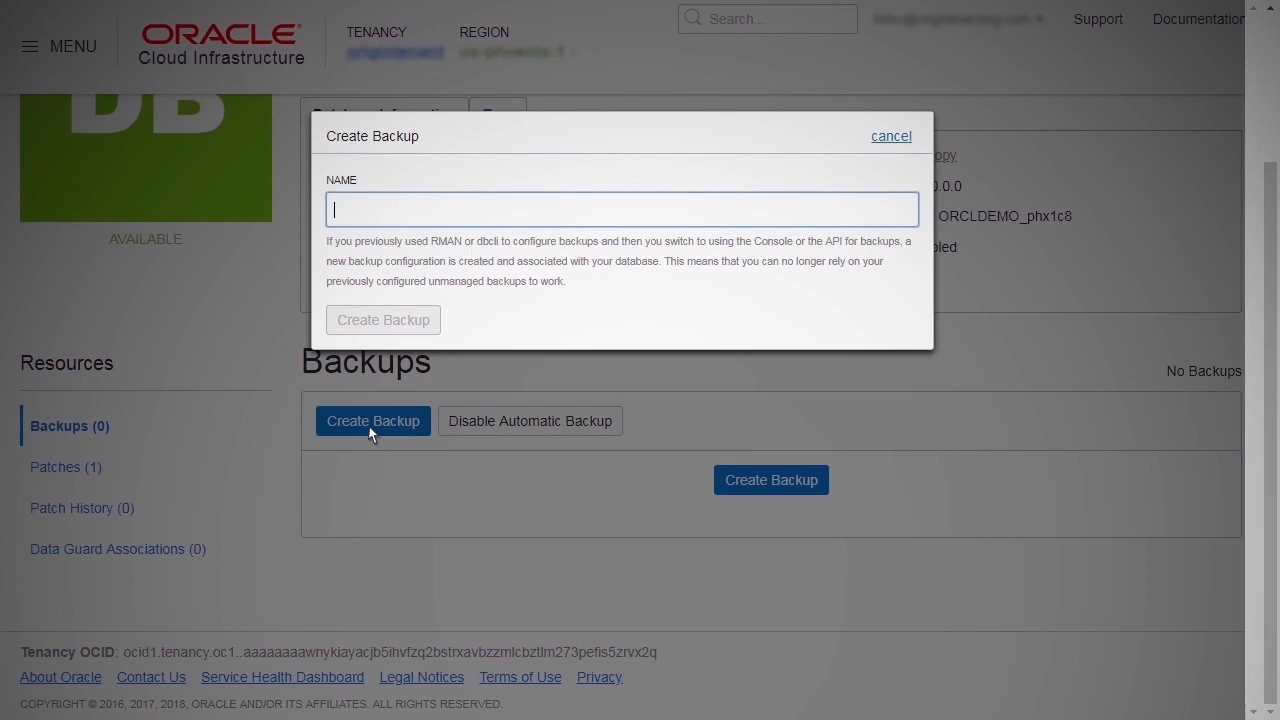 MENU
ORACLE
Cloud Infrastructure
TENANCY
REGION
Search...
Support
Documentation
DB
AVAILABLE
Create Backup
cancel
NAME
If you previously used RMAN or dbcli to configure backups and then you switch to using the Console or the API for backups, a
new backup configuration is created and associated with your database. This means that you can no longer rely on your
previously configured unmanaged backups to work.
Create Backup
opy
0.0.0
ORCLDEMO_phx1c8
bled
Resources
Backups (0)
Patches (1)
Patch History (0)
Data Guard Associations (0)
Backups
No Backups
Create Backup
Disable Automatic Backup
Create Backup
Tenancy OCID: ocid1.tenancy.oc1..aaaaaaaawnykiayacjb5ihvfzq2bstrxavbzzmlcbztlm273pefis5zrvx2q
About Oracle Contact Us Service Health Dashboard Legal Notices Terms of Use Privacy
COPYRIGHT © 2016, 2017, 2018, ORACLE AND/OR ITS AFFILIATES. ALL RIGHTS RESERVED.